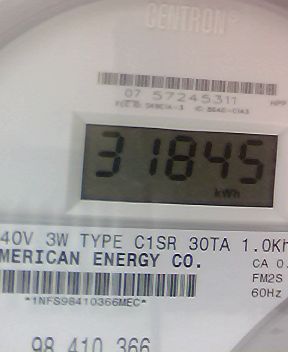 CENTRON®
07 57245311
31845
kWh
40V 3W TYPE C1SR 30TA 1.0Kh
MERICAN ENERGY CO.
CA 0.
FM2S
60Hz
*1NFS98410366MEC*
98 410 366